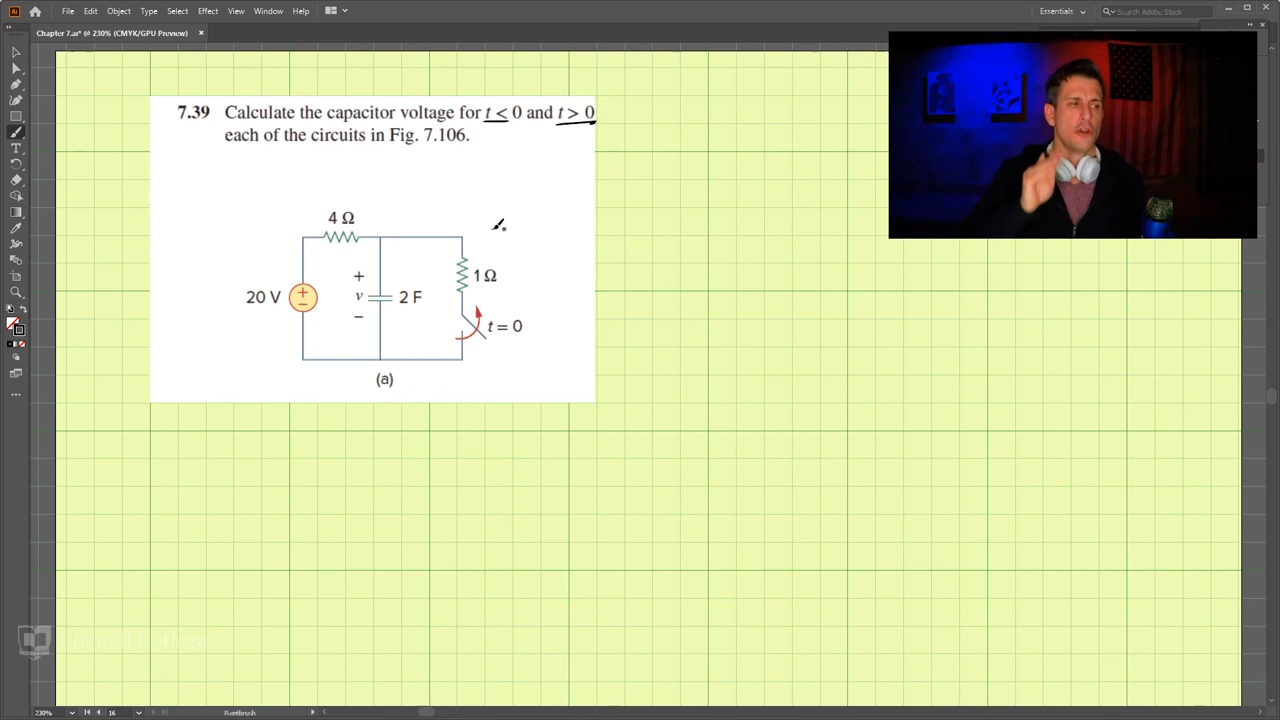 File Edit Object Type Select Effect View Window Help
Essentials
Search Adobe Stock
Chapter 7.ai* @ 230% (CMYK/GPU Preview) ×
7.39 Calculate the capacitor voltage for t < 0 and t > 0
each of the circuits in Fig. 7.106.
4 Ω
20 V
+
v
−
2 F
1 Ω
t = 0
(a)
Cornell College
230%
16
Paintbrush